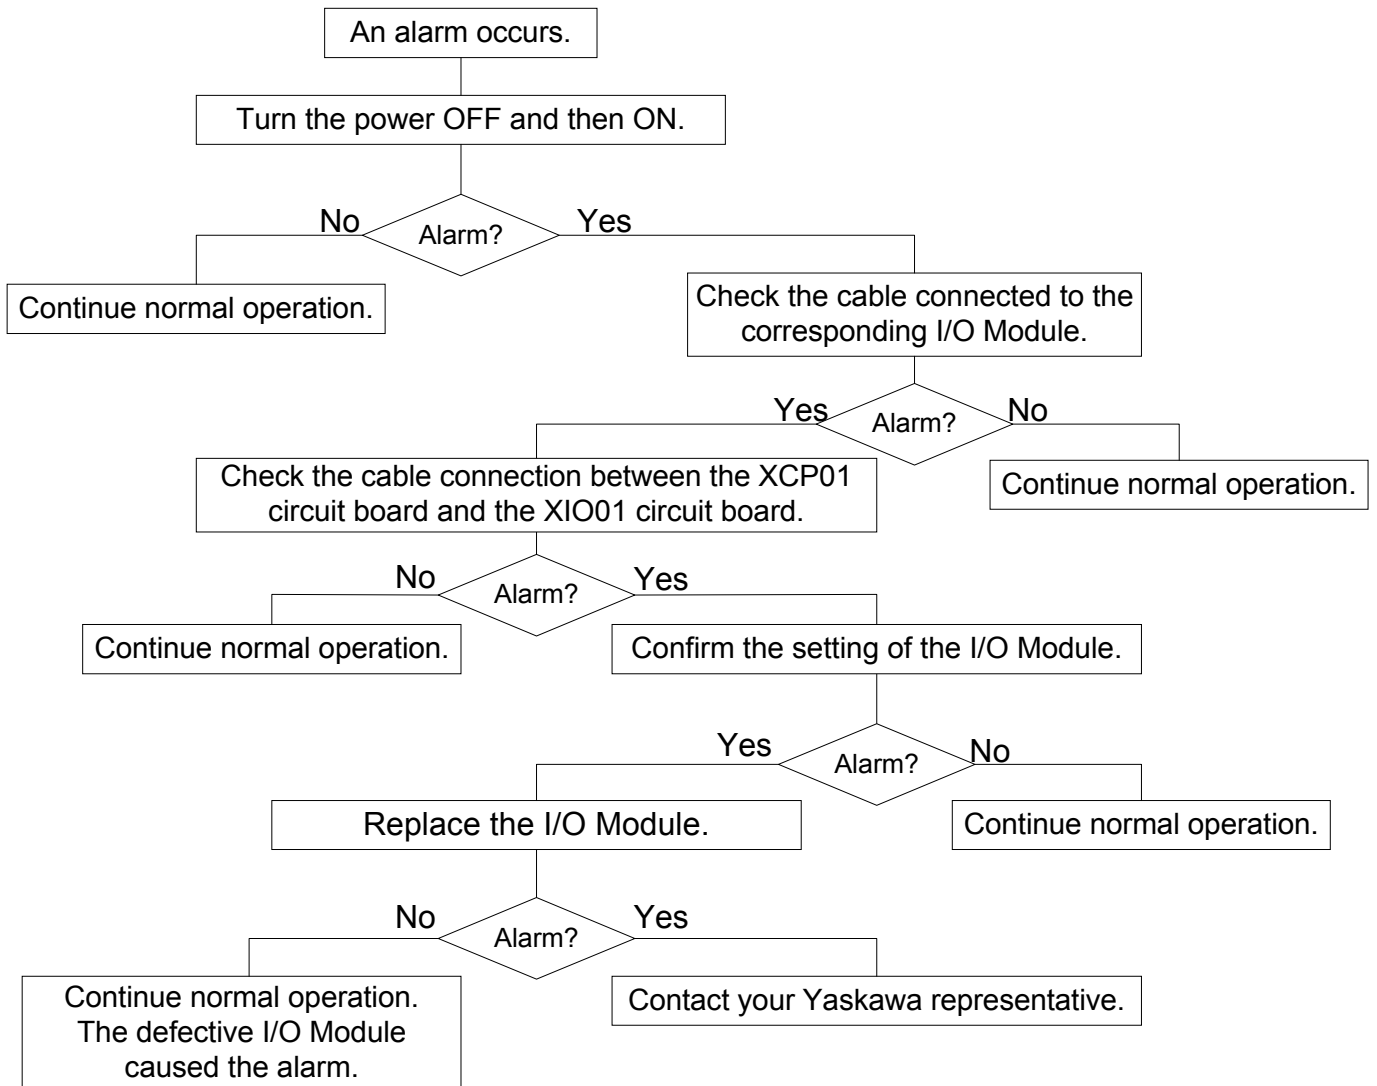 An alarm occurs.
Turn the power OFF and then ON.
No
Alarm?
Yes
Continue normal operation.
Check the cable connected to the
corresponding I/O Module.
Yes
Alarm?
No
Check the cable connection between the XCP01
circuit board and the XIO01 circuit board.
Continue normal operation.
No
Alarm?
Yes
Continue normal operation.
Confirm the setting of the I/O Module.
Yes
Alarm?
No
Replace the I/O Module.
Continue normal operation.
No
Alarm?
Yes
Continue normal operation.
The defective I/O Module
caused the alarm.
Contact your Yaskawa representative.